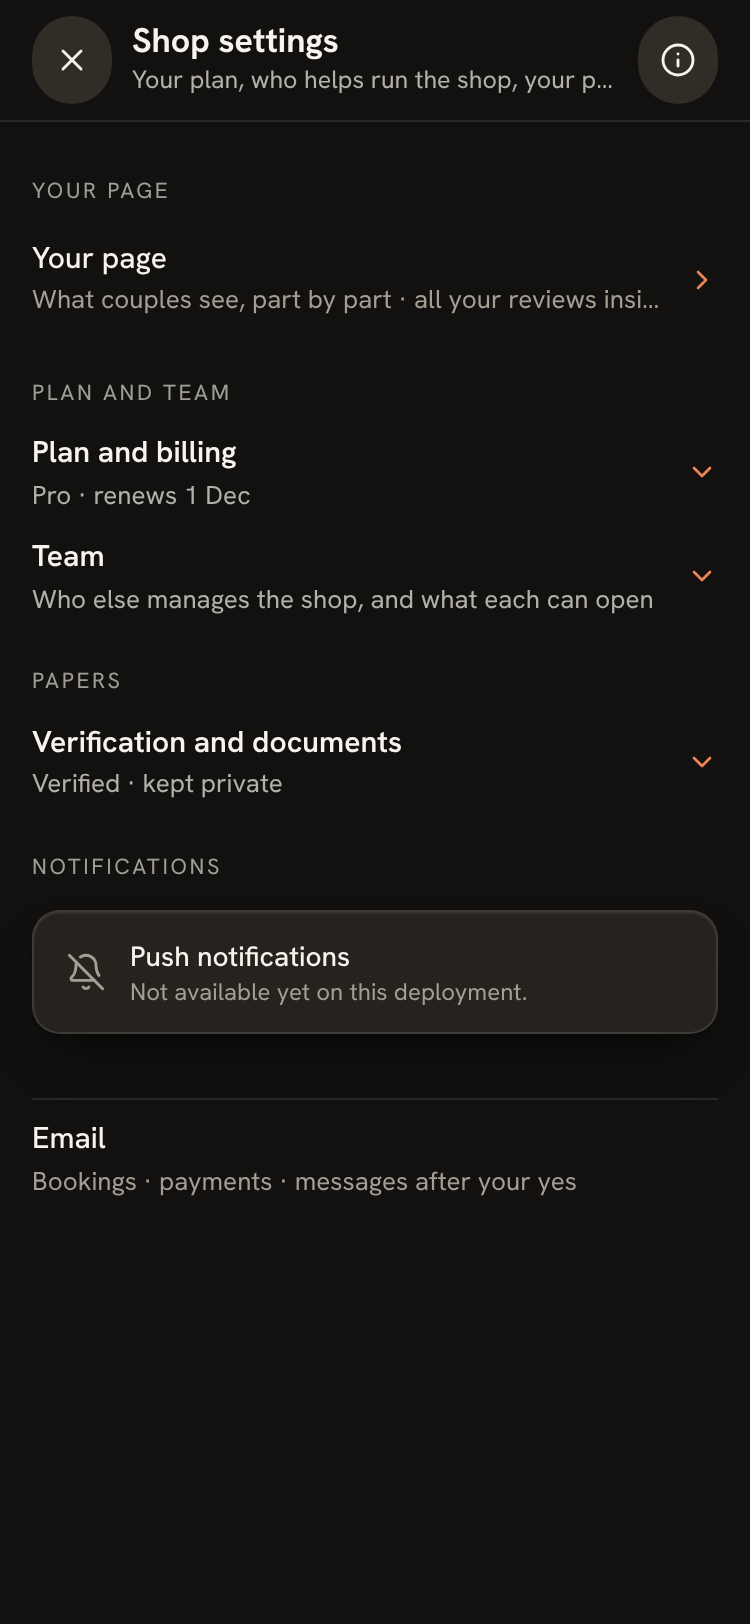 Shop settings
Your plan, who helps run the shop, your p...
YOUR PAGE
Your page
What couples see, part by part · all your reviews insi...
PLAN AND TEAM
Plan and billing
Pro · renews 1 Dec
Team
Who else manages the shop, and what each can open
PAPERS
Verification and documents
Verified · kept private
NOTIFICATIONS
Push notifications
Not available yet on this deployment.
Email
Bookings · payments · messages after your yes